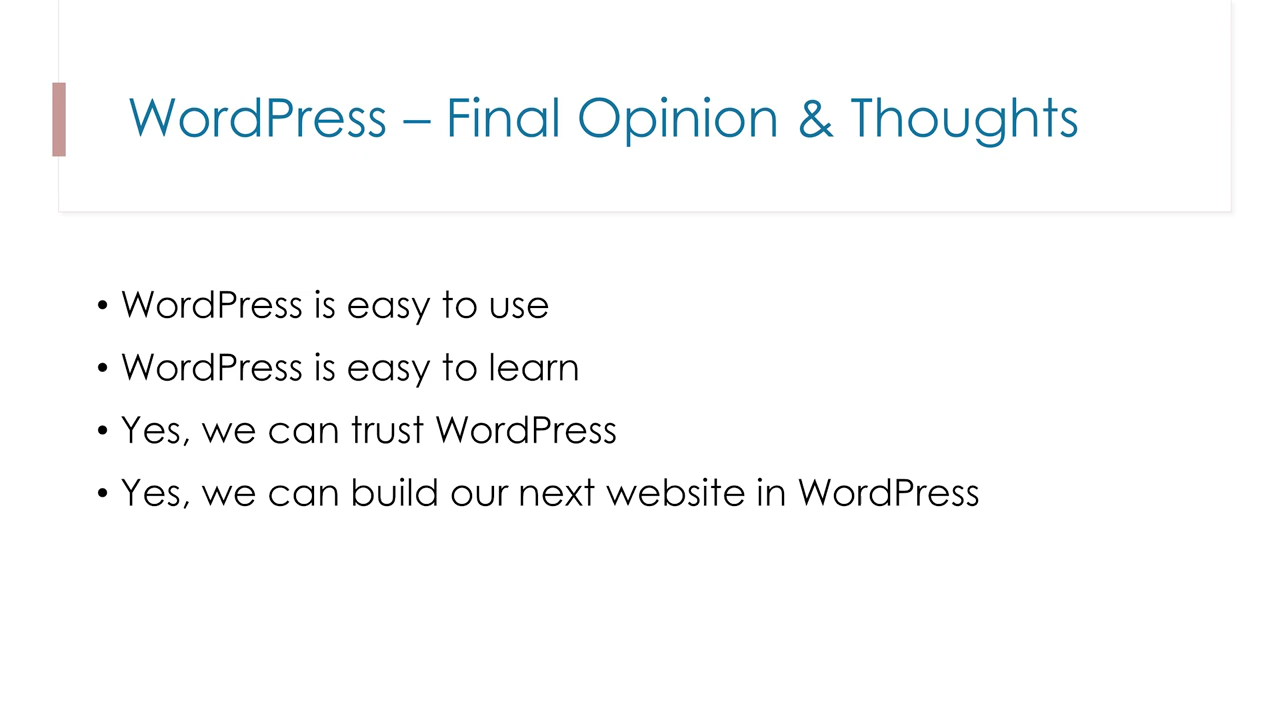 WordPress – Final Opinion & Thoughts
• WordPress is easy to use
• WordPress is easy to learn
• Yes, we can trust WordPress
• Yes, we can build our next website in WordPress